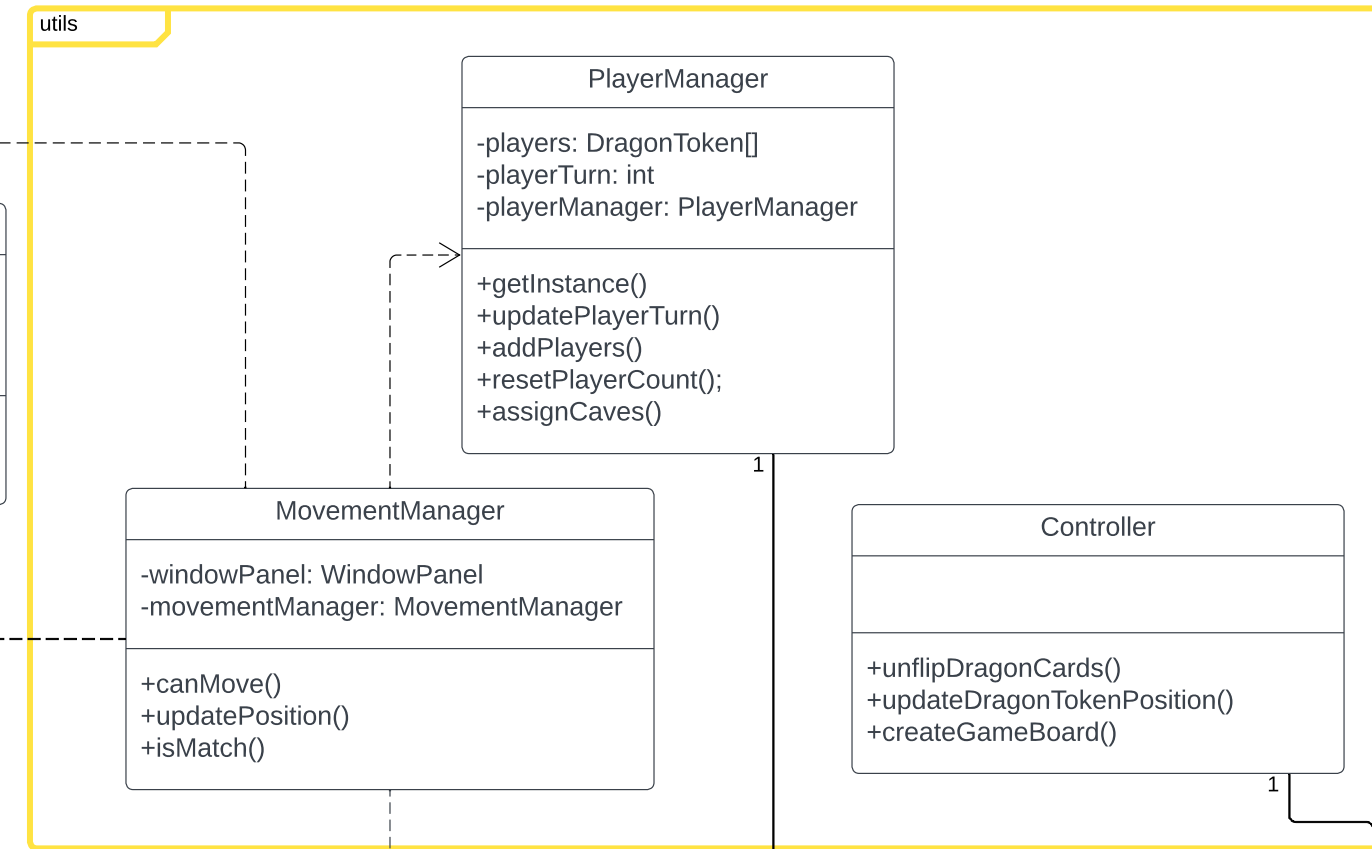 utils
PlayerManager
-players: DragonToken[]
-playerTurn: int
-playerManager: PlayerManager
+getInstance()
+updatePlayerTurn()
+addPlayers()
+resetPlayerCount();
+assignCaves()
1
MovementManager
-windowPanel: WindowPanel
-movementManager: MovementManager
+canMove()
+updatePosition()
+isMatch()
Controller
+unflipDragonCards()
+updateDragonTokenPosition()
+createGameBoard()
1